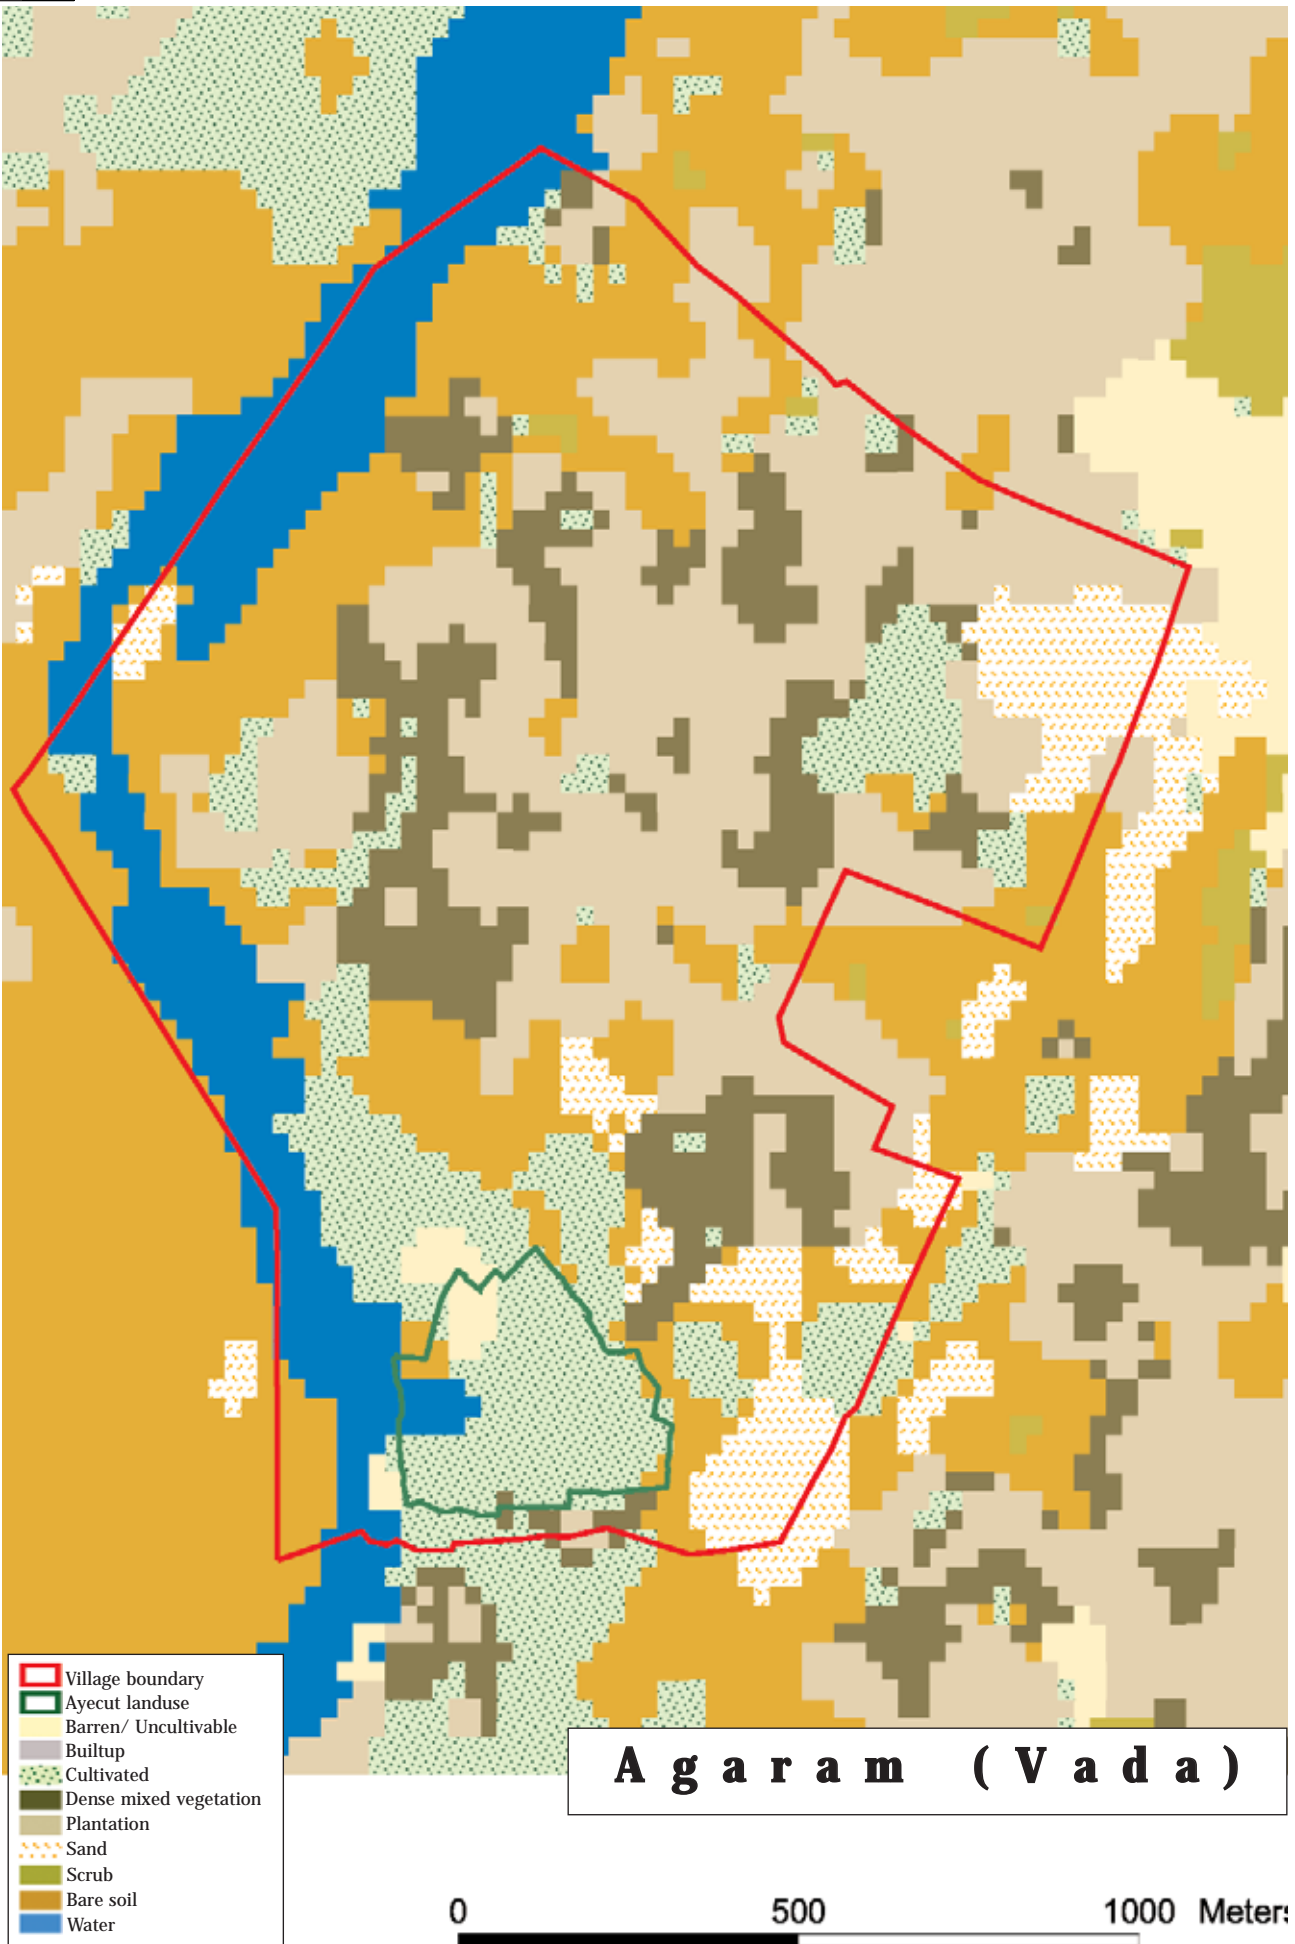 Village boundary
Ayecut landuse
Barren/ Uncultivable
Builtup
Cultivated
Dense mixed vegetation
Plantation
Sand
Scrub
Bare soil
Water
Agaram (Vada)
0 500 1000 Meters